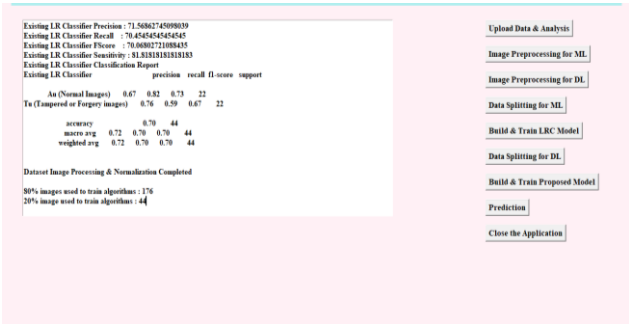 Existing LR Classifier Precision : 71.56862745098039
Existing LR Classifier Recall : 70.45454545454545
Existing LR Classifier FScore : 70.06802721088435
Existing LR Classifier Sensitivity : 81.81818181818183
Existing LR Classifier Classification Report
Existing LR Classifier precision recall f1-score support
Au (Normal Images) 0.67 0.82 0.73 22
Tu (Tampered or Forgery images) 0.76 0.59 0.67 22
accuracy 0.70 44
macro avg 0.72 0.70 0.70 44
weighted avg 0.72 0.70 0.70 44
Dataset Image Processing & Normalization Completed
80% images used to train algorithms : 176
20% image used to train algorithms : 44
Upload Data & Analysis
Image Preprocessing for ML
Image Preprocessing for DL
Data Splitting for ML
Build & Train LRC Model
Data Splitting for DL
Build & Train Proposed Model
Prediction
Close the Application